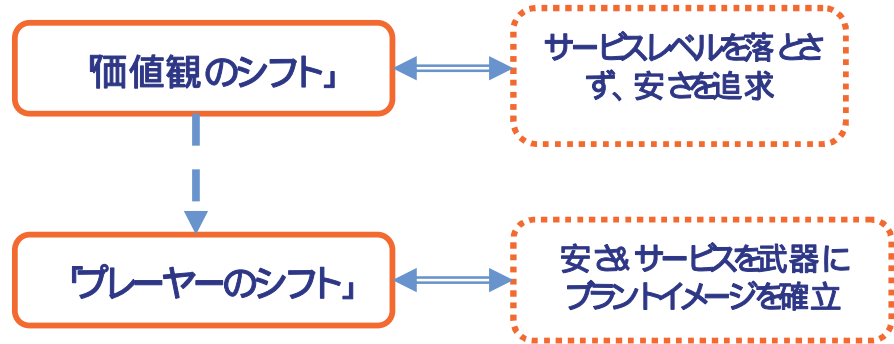 「価値観のシフト」
サービスレベルを落とさ
ず、安さを追求
「プレーヤーのシフト」
安さ&サービスを武器に
ブラントイメージを確立